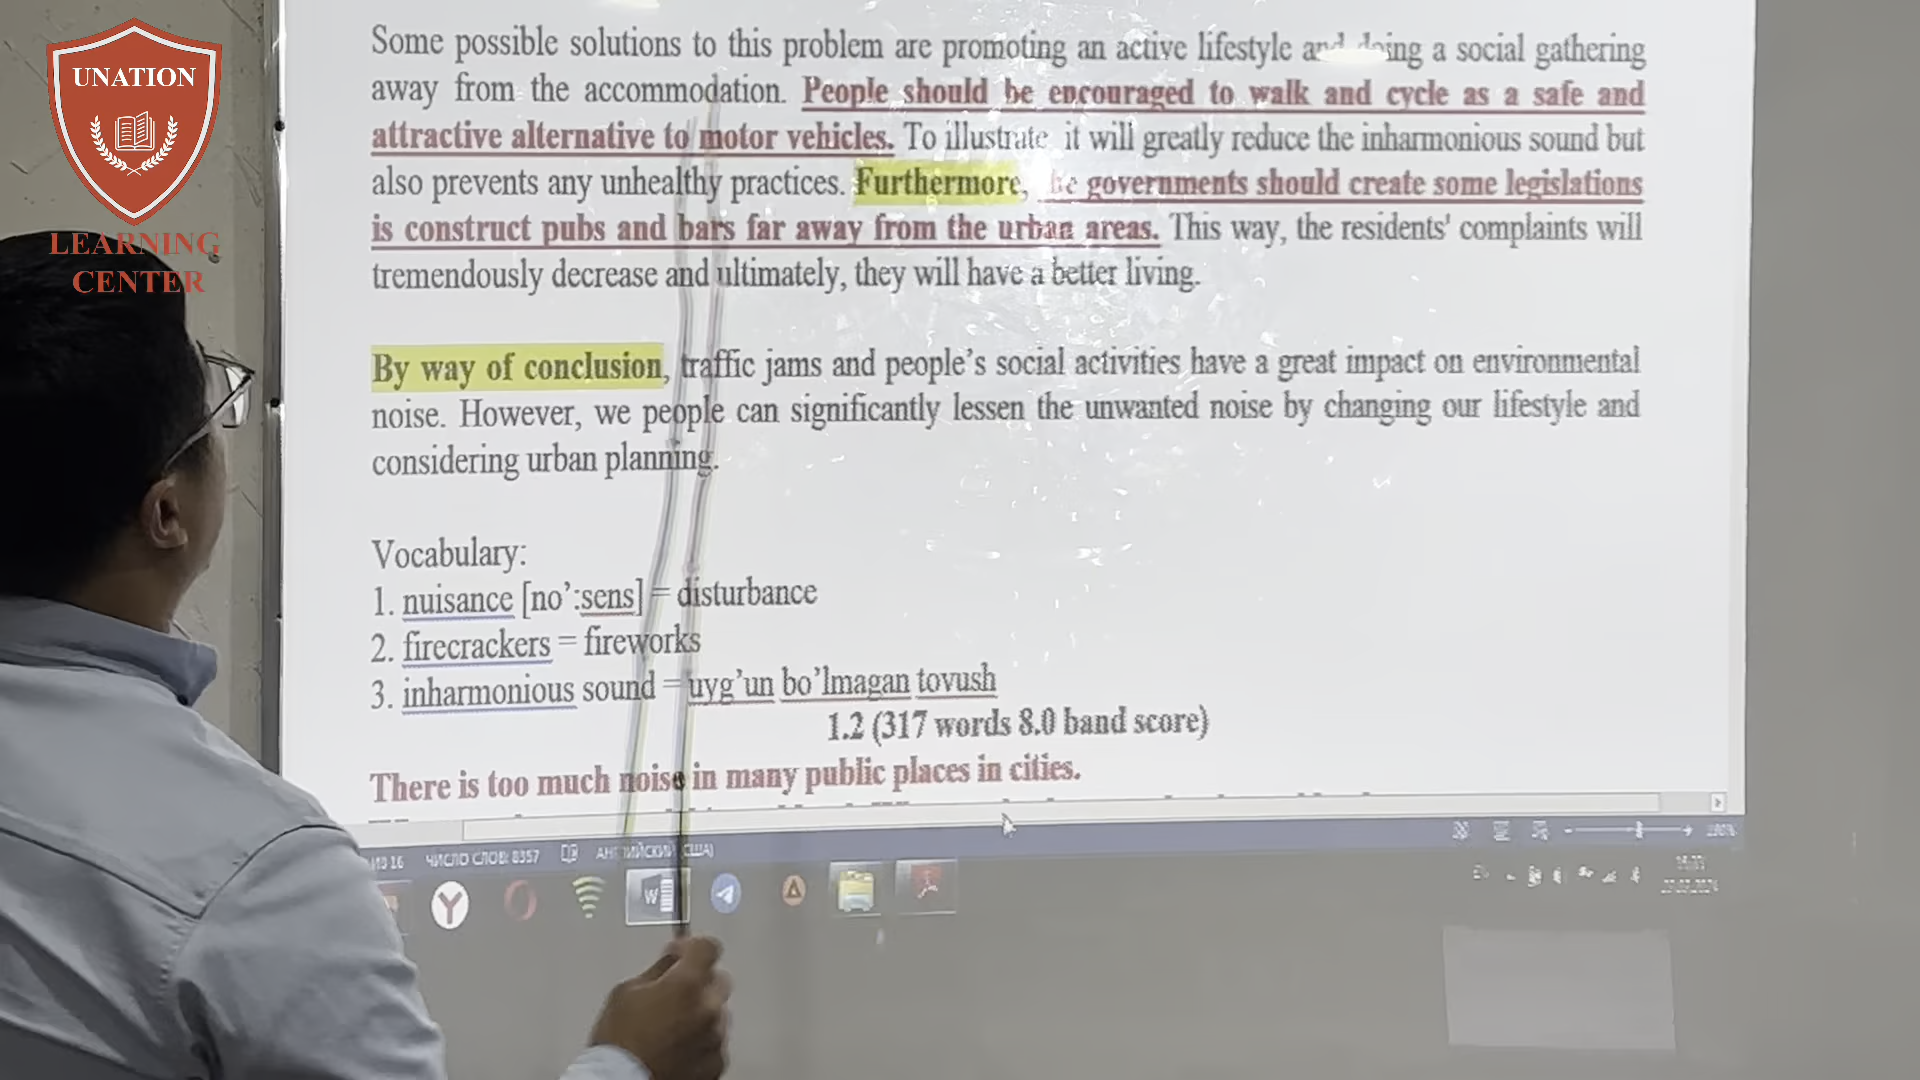 UNATION
LEARNING
CENTER
Some possible solutions to this problem are promoting an active lifestyle and doing a social gathering
away from the accommodation. People should be encouraged to walk and cycle as a safe and
attractive alternative to motor vehicles. To illustrate, it will greatly reduce the inharmonious sound but
also prevents any unhealthy practices. Furthermore, governments should create some legislations
is construct pubs and bars far away from the urban areas. This way, the residents' complaints will
tremendously decrease and ultimately, they will have a better living.
By way of conclusion, traffic jams and people’s social activities have a great impact on environmental
noise. However, we people can significantly lessen the unwanted noise by changing our lifestyle and
considering urban planning.
Vocabulary:
1. nuisance [no’:sens] = disturbance
2. firecrackers = fireworks
3. inharmonious sound = uyg’un bo’lmagan tovush
1.2 (317 words 8.0 band score)
There is too much noise in many public places in cities.
ИЗ 16 ЧИСЛО СЛОВ: 8357 АНГЛИЙСКИЙ (США)